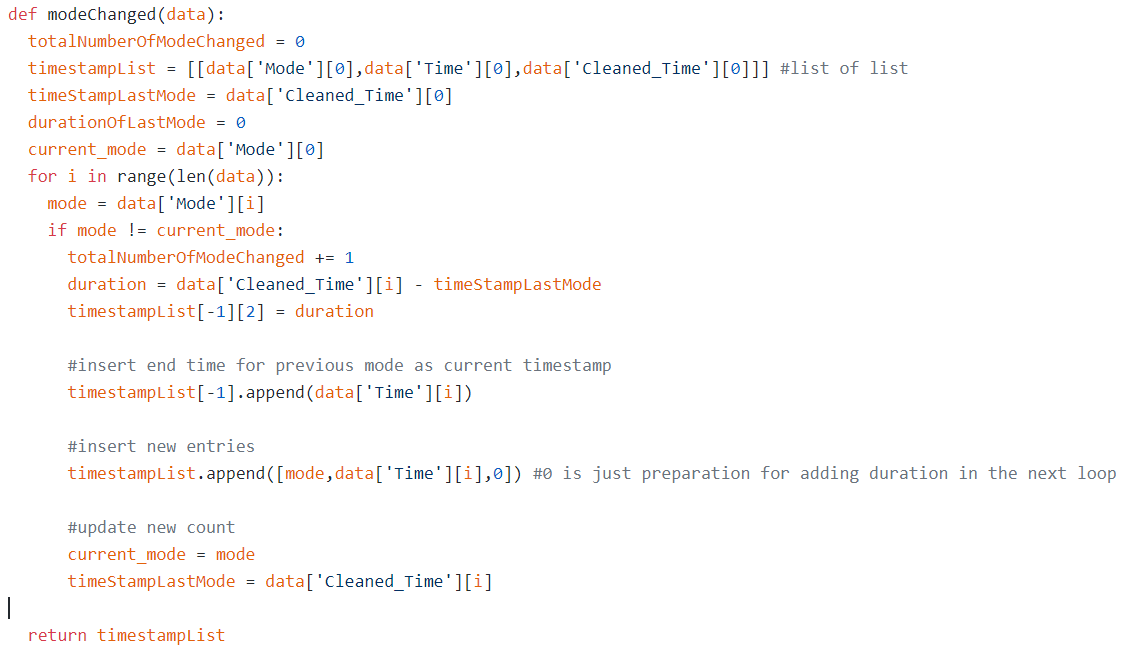 def modeChanged(data):
  totalNumberOfModeChanged = 0
  timestampList = [[data['Mode'][0],data['Time'][0],data['Cleaned_Time'][0]]] #list of list
  timeStampLastMode = data['Cleaned_Time'][0]
  durationOfLastMode = 0
  current_mode = data['Mode'][0]
  for i in range(len(data)):
    mode = data['Mode'][i]
    if mode != current_mode:
      totalNumberOfModeChanged += 1
      duration = data['Cleaned_Time'][i] - timeStampLastMode
      timestampList[-1][2] = duration

      #insert end time for previous mode as current timestamp
      timestampList[-1].append(data['Time'][i])

      #insert new entries
      timestampList.append([mode,data['Time'][i],0]) #0 is just preparation for adding duration in the next loop

      #update new count
      current_mode = mode
      timeStampLastMode = data['Cleaned_Time'][i]

  return timestampList